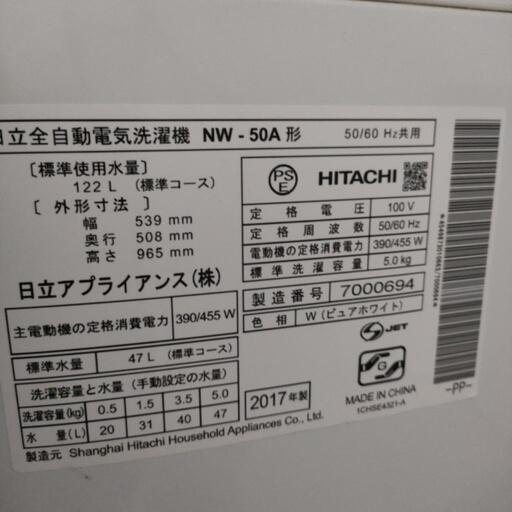 日立全自動電気洗濯機 NW - 50A 形 50/60 Hz共用
〔標準使用水量〕
122 L (標準コース)
〔 外形寸法 〕
幅 539 mm
奥行 508 mm
高さ 965 mm
日立アプライアンス(株)
PSE HITACHI
定格電圧 100 V
定格周波数 50/60 Hz
電動機の定格消費電力 390/455 W
標準洗濯容量 5.0kg
製造番号 7000694
色相 W (ピュアホワイト)
主電動機の定格消費電力 390/455 W
標準水量 47 L (標準コース)
洗濯容量と水量 (手動設定の水量)
洗濯容量(kg) 0.5 1.5 3.5 5.0
水量(L) 20 31 40 47
2017年製
S JET
SG
MADE IN CHINA
1CHSE4321-A
製造元 Shanghai Hitachi Household Appliances Co., Ltd.
-PP-